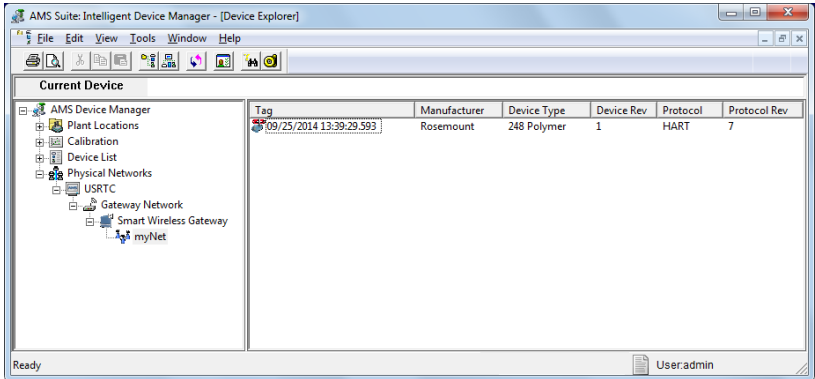 AMS Suite: Intelligent Device Manager - [Device Explorer]
File Edit View Tools Window Help
Current Device
AMS Device Manager
Plant Locations
Calibration
Device List
Physical Networks
USRTC
Gateway Network
Smart Wireless Gateway
myNet
Tag Manufacturer Device Type Device Rev Protocol Protocol Rev
09/25/2014 13:39:29.593 Rosemount 248 Polymer 1 HART 7
Ready User:admin